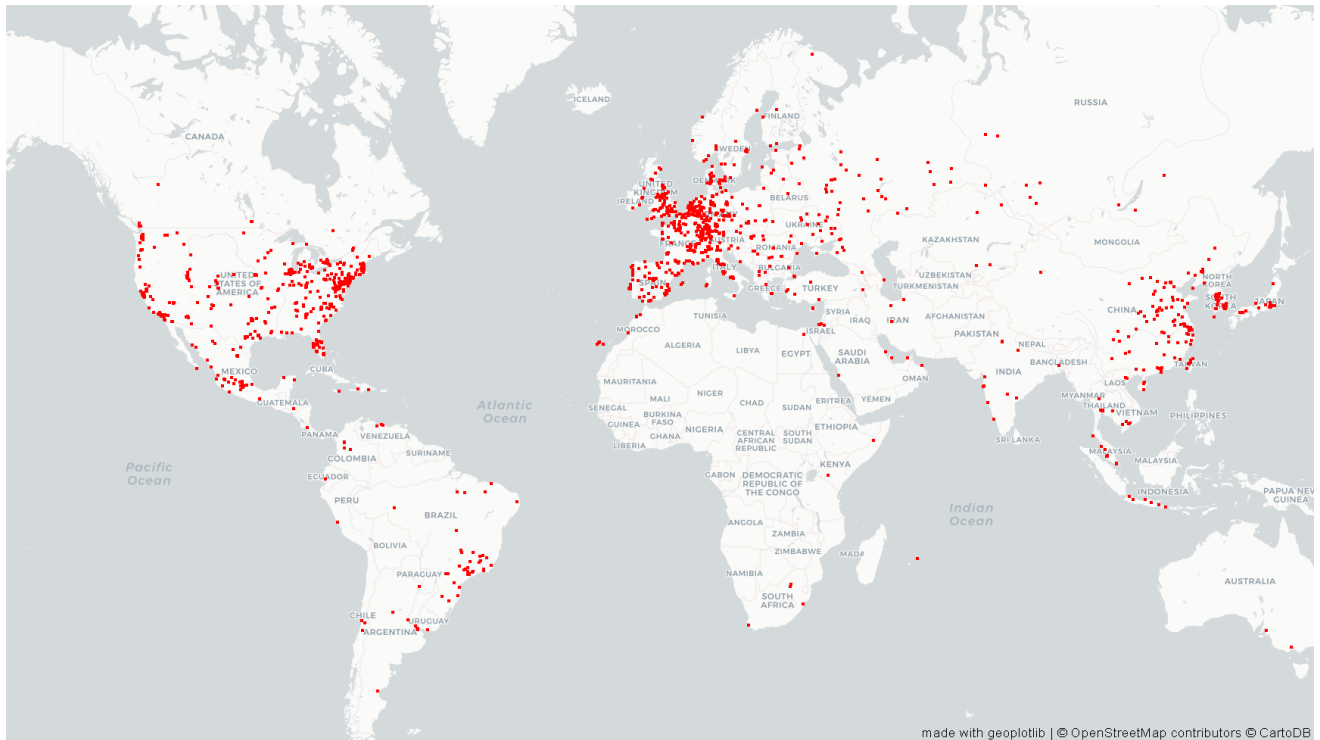 ICELAND
RUSSIA
CANADA
FINLAND
SWEDEN
UNITED
KINGDOM
DENMARK
IRELAND
BELARUS
UKRAINE
FRANCE
AUSTRIA
ROMANIA
KAZAKHSTAN
MONGOLIA
UNITED
STATES OF
AMERICA
SPAIN
ITALY
BULGARIA
GREECE
TURKEY
UZBEKISTAN
TURKMENISTAN
NORTH
KOREA
SOUTH
KOREA
JAPAN
CHINA
TUNISIA
SYRIA
IRAQ
IRAN
AFGHANISTAN
MOROCCO
ISRAEL
PAKISTAN
ALGERIA
LIBYA
EGYPT
SAUDI
ARABIA
NEPAL
BANGLADESH
TAIWAN
MEXICO
CUBA
INDIA
OMAN
MYANMAR
LAOS
MAURITANIA
MALI
NIGER
CHAD
SUDAN
ERITREA
YEMEN
THAILAND
VIETNAM
PHILIPPINES
GUATEMALA
Atlantic
Ocean
SENEGAL
BURKINA
FASO
GUINEA
GHANA
NIGERIA
LIBERIA
CENTRAL
AFRICAN
REPUBLIC
SOUTH
SUDAN
ETHIOPIA
SRI LANKA
PANAMA
VENEZUELA
SURINAME
COLOMBIA
MALAYSIA
MALAYSIA
Pacific
Ocean
ECUADOR
GABON
DEMOCRATIC
REPUBLIC OF
THE CONGO
KENYA
INDONESIA
PAPUA NEW
GUINEA
PERU
BRAZIL
Indian
Ocean
ANGOLA
ZAMBIA
BOLIVIA
ZIMBABWE
MADA
PARAGUAY
NAMIBIA
AUSTRALIA
SOUTH
AFRICA
CHILE
URUGUAY
ARGENTINA
made with geoplotlib | © OpenStreetMap contributors © CartoDB